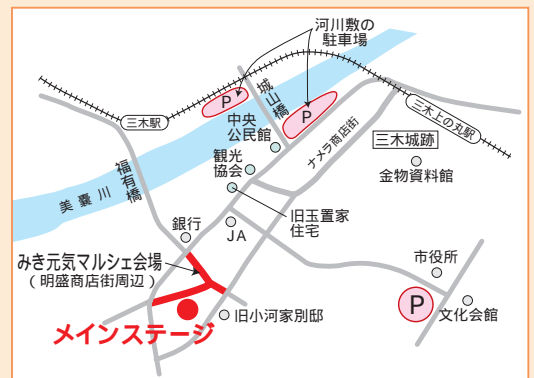 河川敷の
駐車場
P
城山橋
P
三木駅
中央
公民館
三木上の丸駅
ナメラ商店街
三木城跡
観光
協会
金物資料館
福有橋
美嚢川
旧玉置家
住宅
銀行
JA
みき元気マルシェ会場
(明盛商店街周辺)
市役所
P
文化会館
旧小河家別邸
メインステージ